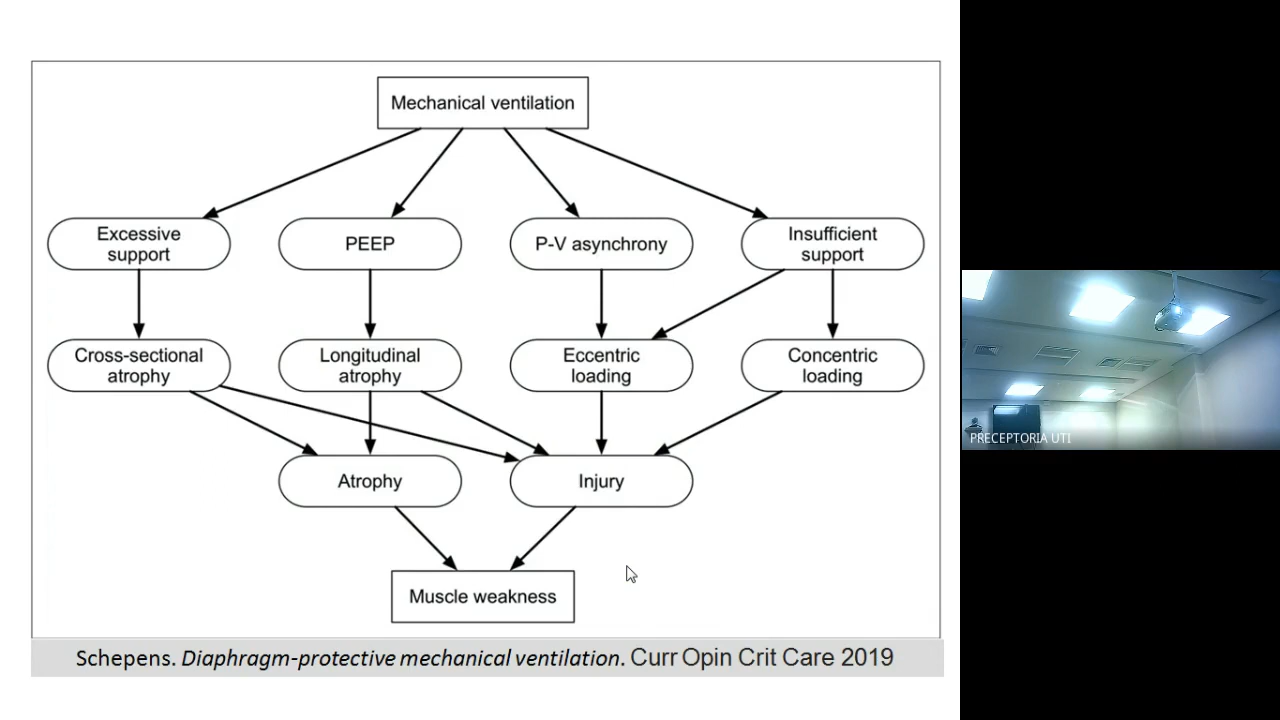 Mechanical ventilation
Excessive
support
PEEP
P-V asynchrony
Insufficient
support
Cross-sectional
atrophy
Longitudinal
atrophy
Eccentric
loading
Concentric
loading
Atrophy
Injury
Muscle weakness
Schepens. Diaphragm-protective mechanical ventilation. Curr Opin Crit Care 2019
PRECEPTORIA UTI